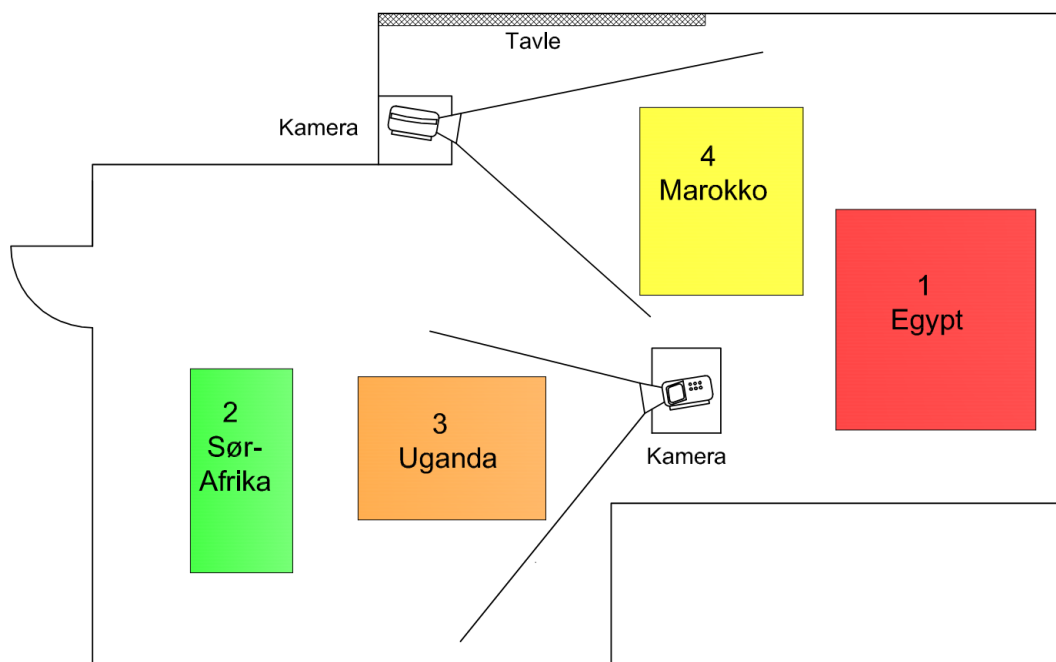 Tavle
Kamera
4
Marokko
1
Egypt
2
Sør-
Afrika
3
Uganda
Kamera